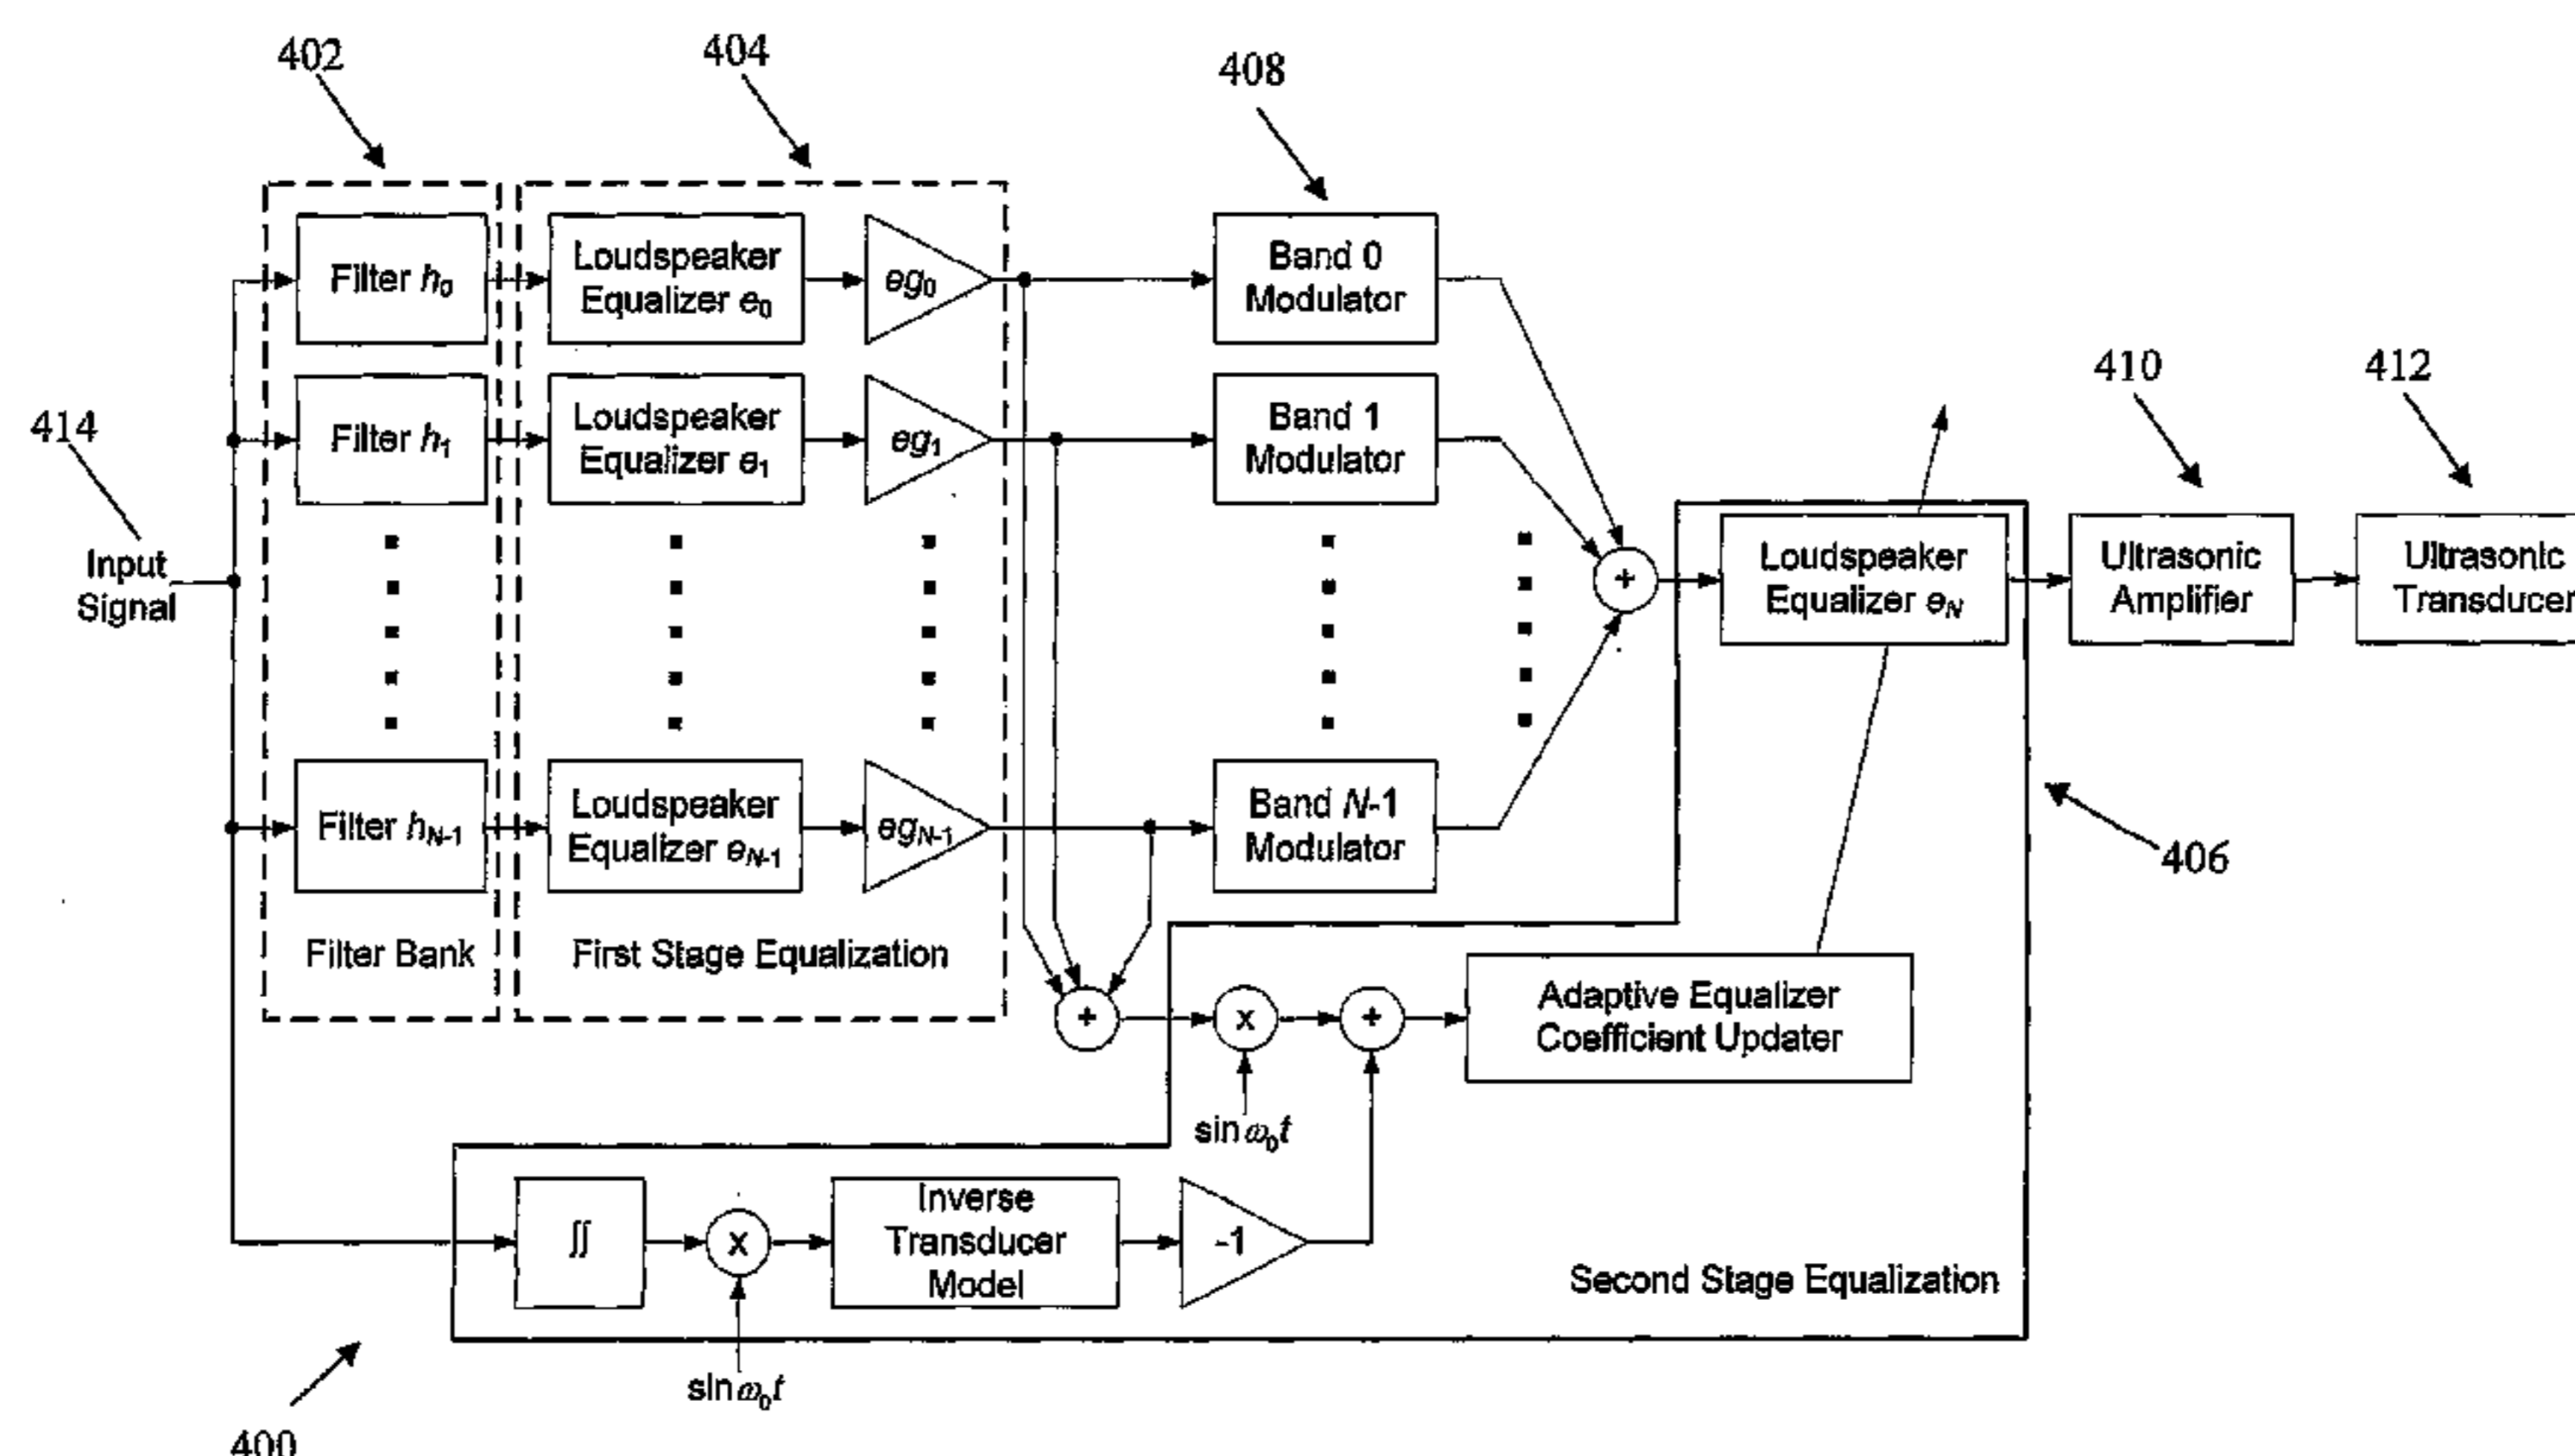 402
404
408
Filter h0
Loudspeaker
Equalizer e0
eg0
Band 0
Modulator
410
412
414
Filter h1
Loudspeaker
Equalizer e1
eg1
Band 1
Modulator
Input
Signal
+
Loudspeaker
Equalizer eN
Ultrasonic
Amplifier
Ultrasonic
Transducer
Filter hN-1
Loudspeaker
Equalizer eN-1
egN-1
Band N-1
Modulator
406
Filter Bank
First Stage Equalization
+
x
+
Adaptive Equalizer
Coefficient Updater
sin ω0t
∫∫
x
Inverse
Transducer
Model
-1
Second Stage Equalization
sin ω0t
400